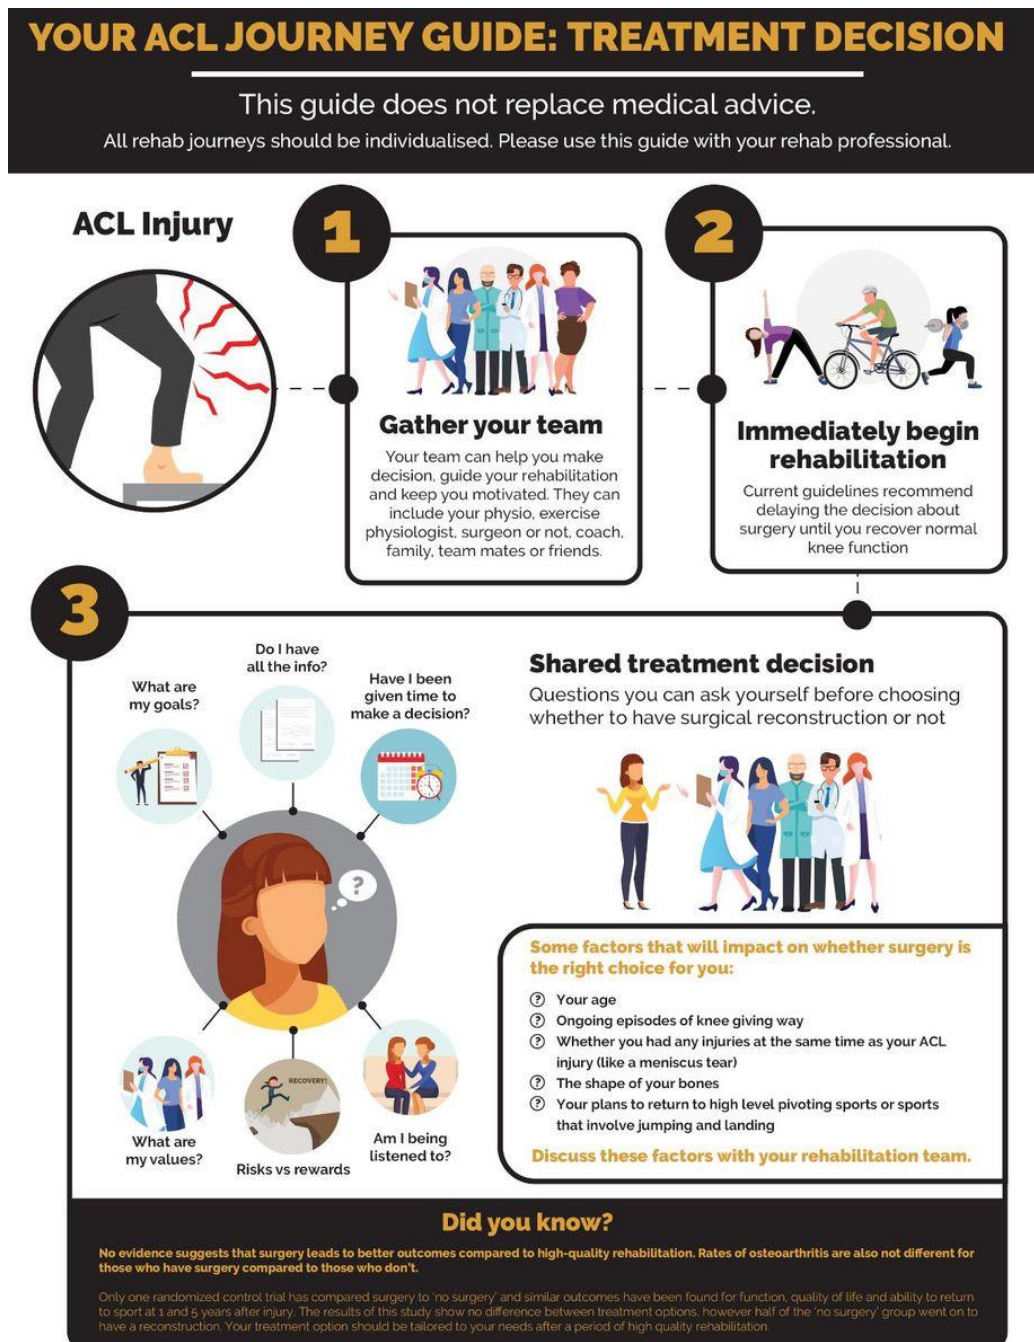 YOUR ACL JOURNEY GUIDE: TREATMENT DECISION
This guide does not replace medical advice.
All rehab journeys should be individualised. Please use this guide with your rehab professional.
ACL Injury
1
Gather your team
Your team can help you make
decision, guide your rehabilitation
and keep you motivated. They can
include your physio, exercise
physiologist, surgeon or not, coach,
family, team mates or friends.
2
Immediately begin
rehabilitation
Current guidelines recommend
delaying the decision about
surgery until you recover normal
knee function
3
What are
my goals?
Do I have
all the info?
Have I been
given time to
make a decision?
?
What are
my values?
RECOVERY!
Risks vs rewards
Am I being
listened to?
Shared treatment decision
Questions you can ask yourself before choosing
whether to have surgical reconstruction or not
Some factors that will impact on whether surgery is
the right choice for you:
? Your age
? Ongoing episodes of knee giving way
? Whether you had any injuries at the same time as your ACL
injury (like a meniscus tear)
? The shape of your bones
? Your plans to return to high level pivoting sports or sports
that involve jumping and landing
Discuss these factors with your rehabilitation team.
Did you know?
No evidence suggests that surgery leads to better outcomes compared to high-quality rehabilitation. Rates of osteoarthritis are also not different for
those who have surgery compared to those who don't.
Only one randomized control trial has compared surgery to 'no surgery' and similar outcomes have been found for function, quality of life and ability to return
to sport at 1 and 5 years after injury. The results of this study show no difference between treatment options, however half of the 'no surgery' group went on to
have a reconstruction. Your treatment option should be tailored to your needs after a period of high quality rehabilitation.